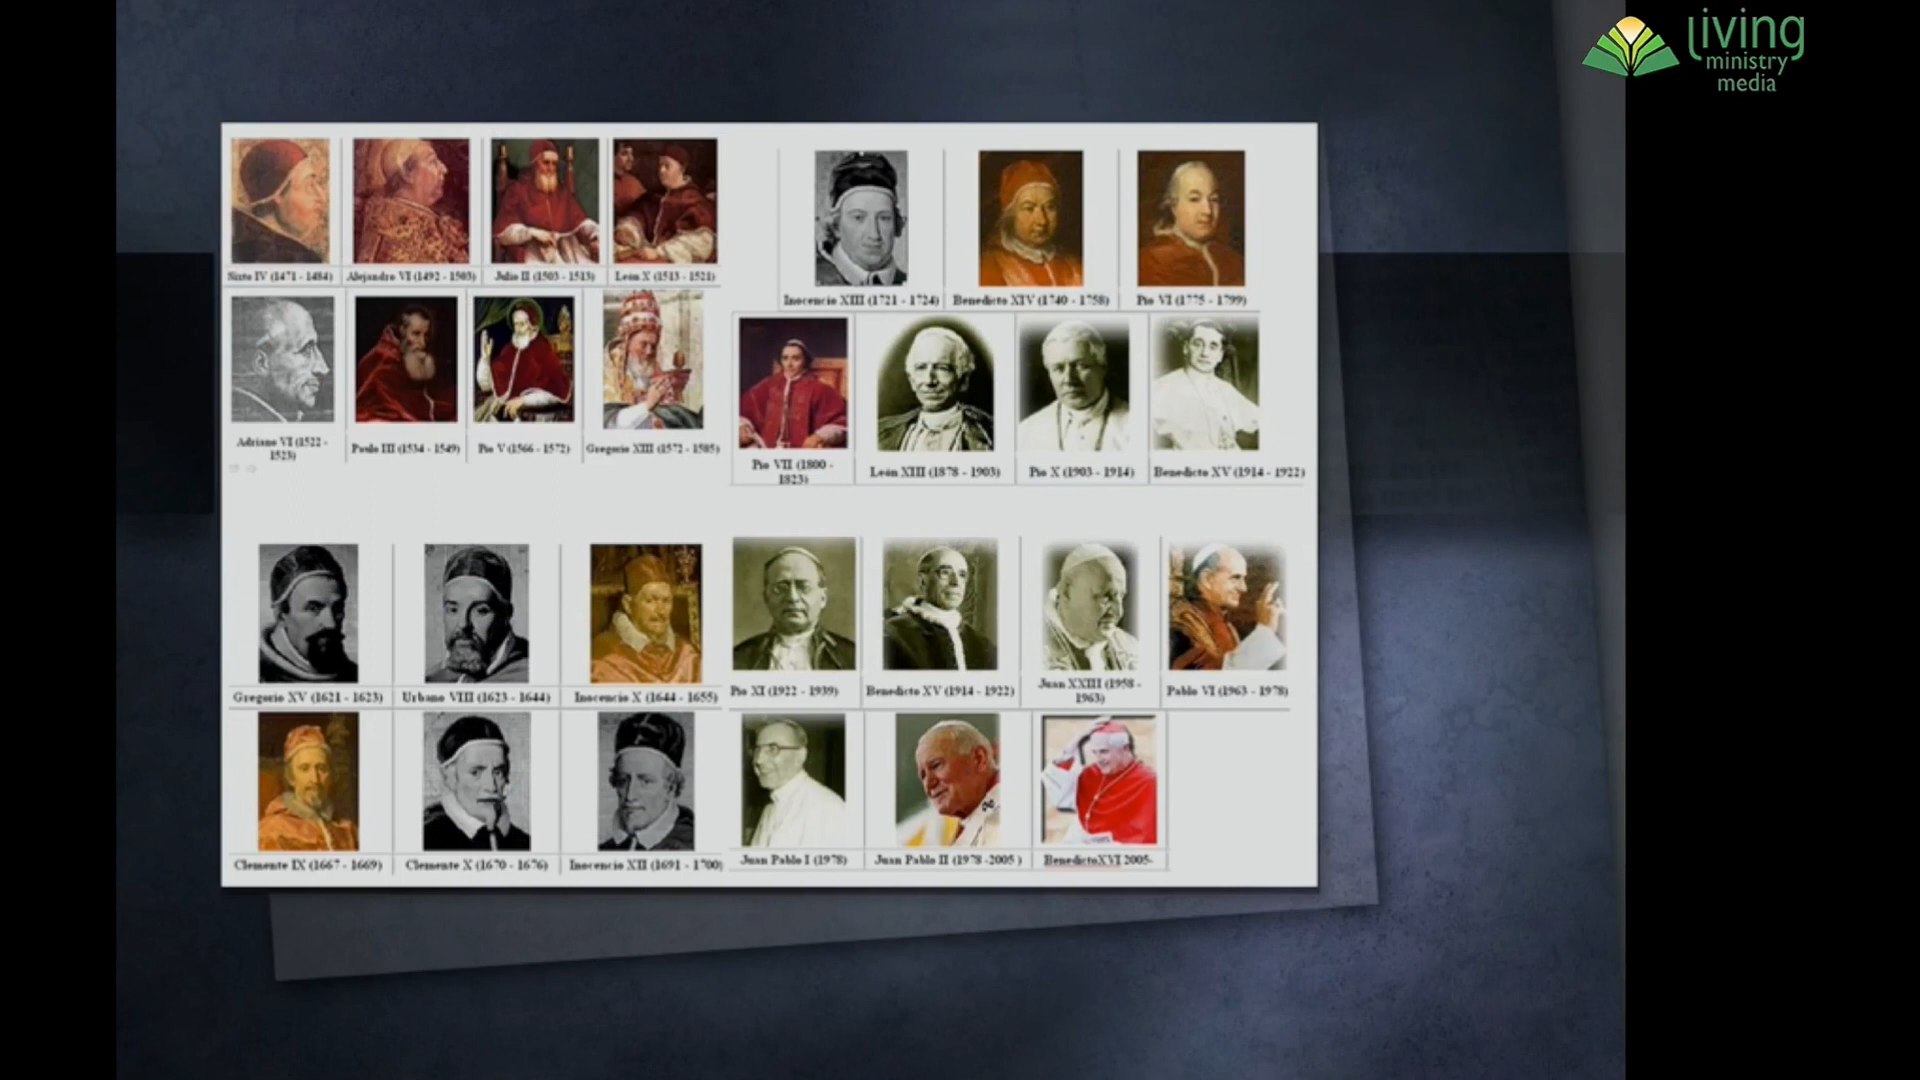 Living
ministry
media
Sixto IV (1471 - 1484)
Alejandro VI (1492 - 1503)
Julio II (1503 - 1513)
León X (1513 - 1521)
Adriano VI (1522 -
1523)
Paulo III (1534 - 1549)
Pio V (1566 - 1572)
Gregorio XIII (1572 - 1585)
Inocencio XIII (1721 - 1724)
Benedicto XIV (1740 - 1758)
Pio VI (1775 - 1799)
Pio VII (1800 -
1823)
León XIII (1878 - 1903)
Pio X (1903 - 1914)
Benedicto XV (1914 - 1922)
Gregorio XV (1621 - 1623)
Urbano VIII (1623 - 1644)
Inocencio X (1644 - 1655)
Clemente IX (1667 - 1669)
Clemente X (1670 - 1676)
Inocencio XII (1691 - 1700)
Pio XI (1922 - 1939)
Benedicto XV (1914 - 1922)
Juan XXIII (1958 -
1963)
Pablo VI (1963 - 1978)
Juan Pablo I (1978)
Juan Pablo II (1978 -2005 )
BenedictoXVI 2005-